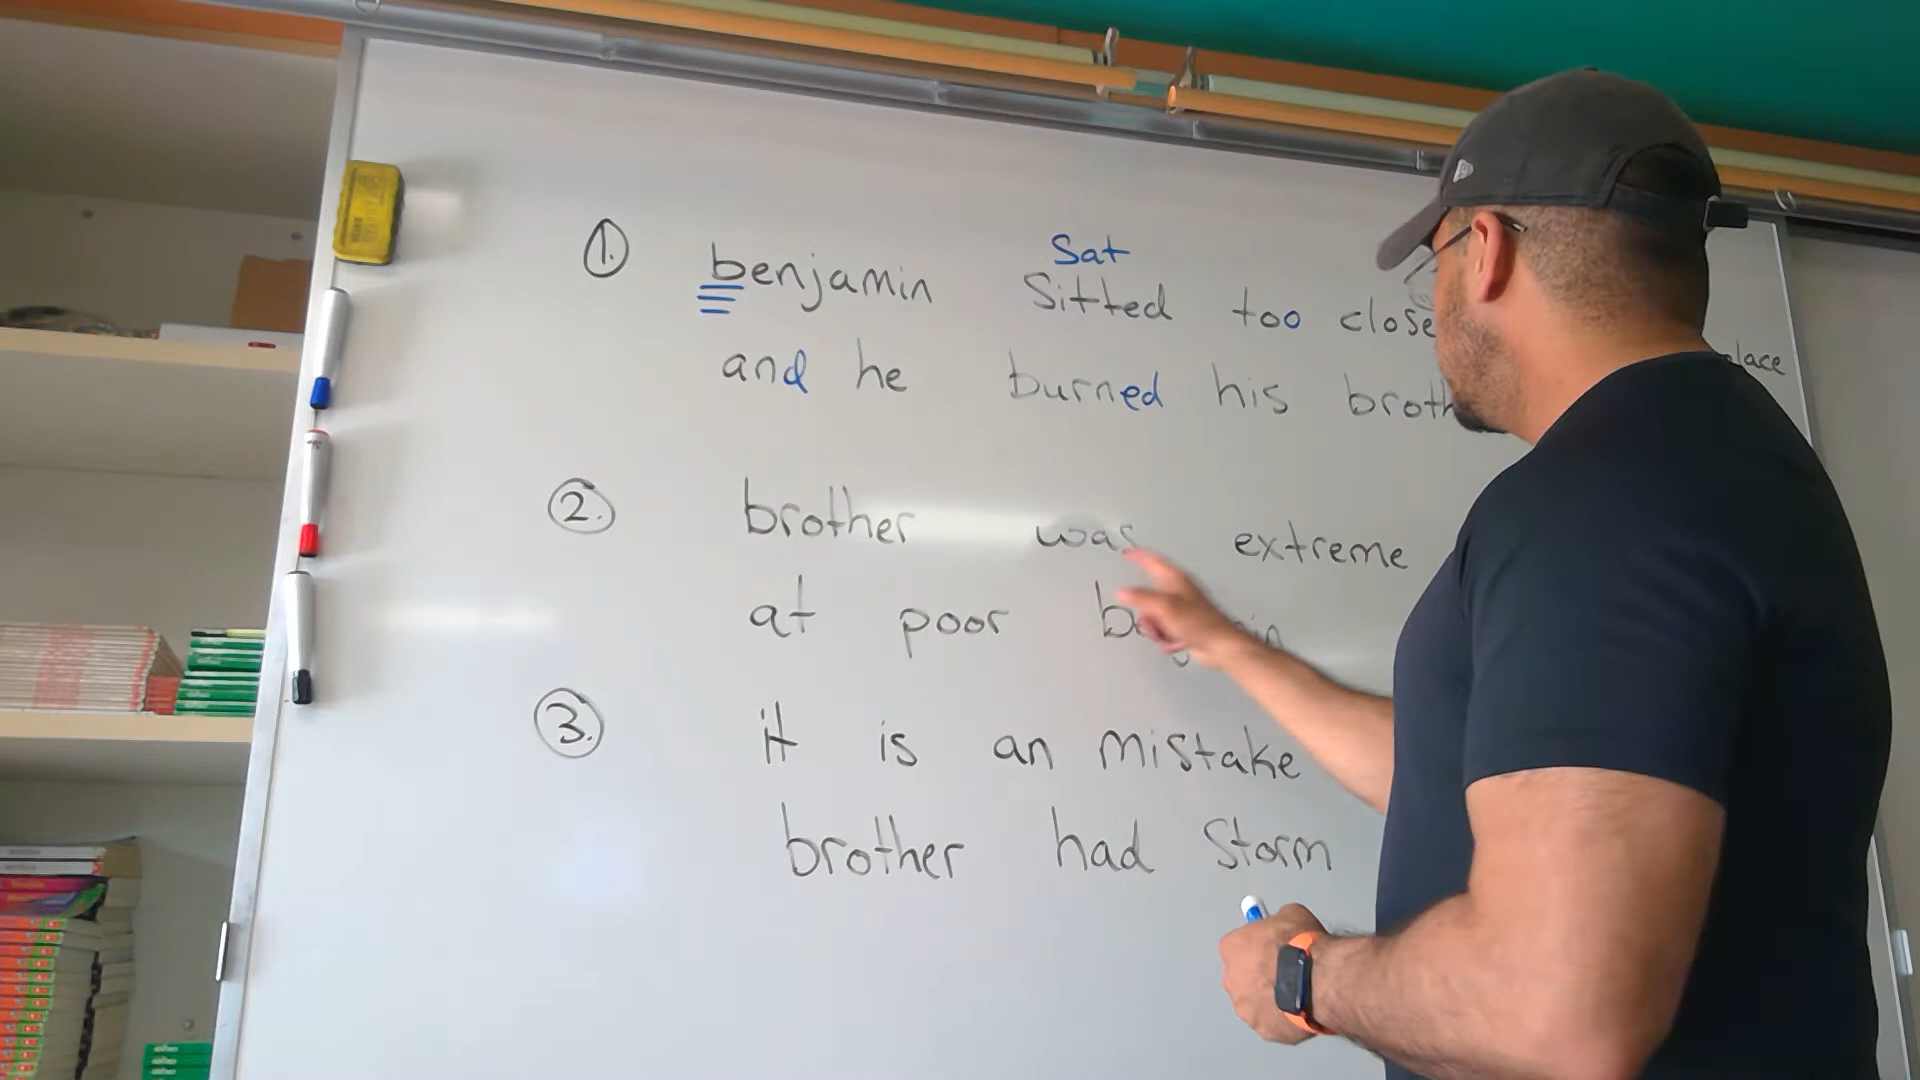 1. benjamin Sitted too close
Sat
lace
and he burned his broth
2. brother was extreme
at poor
3. it is an mistake
brother had Storm